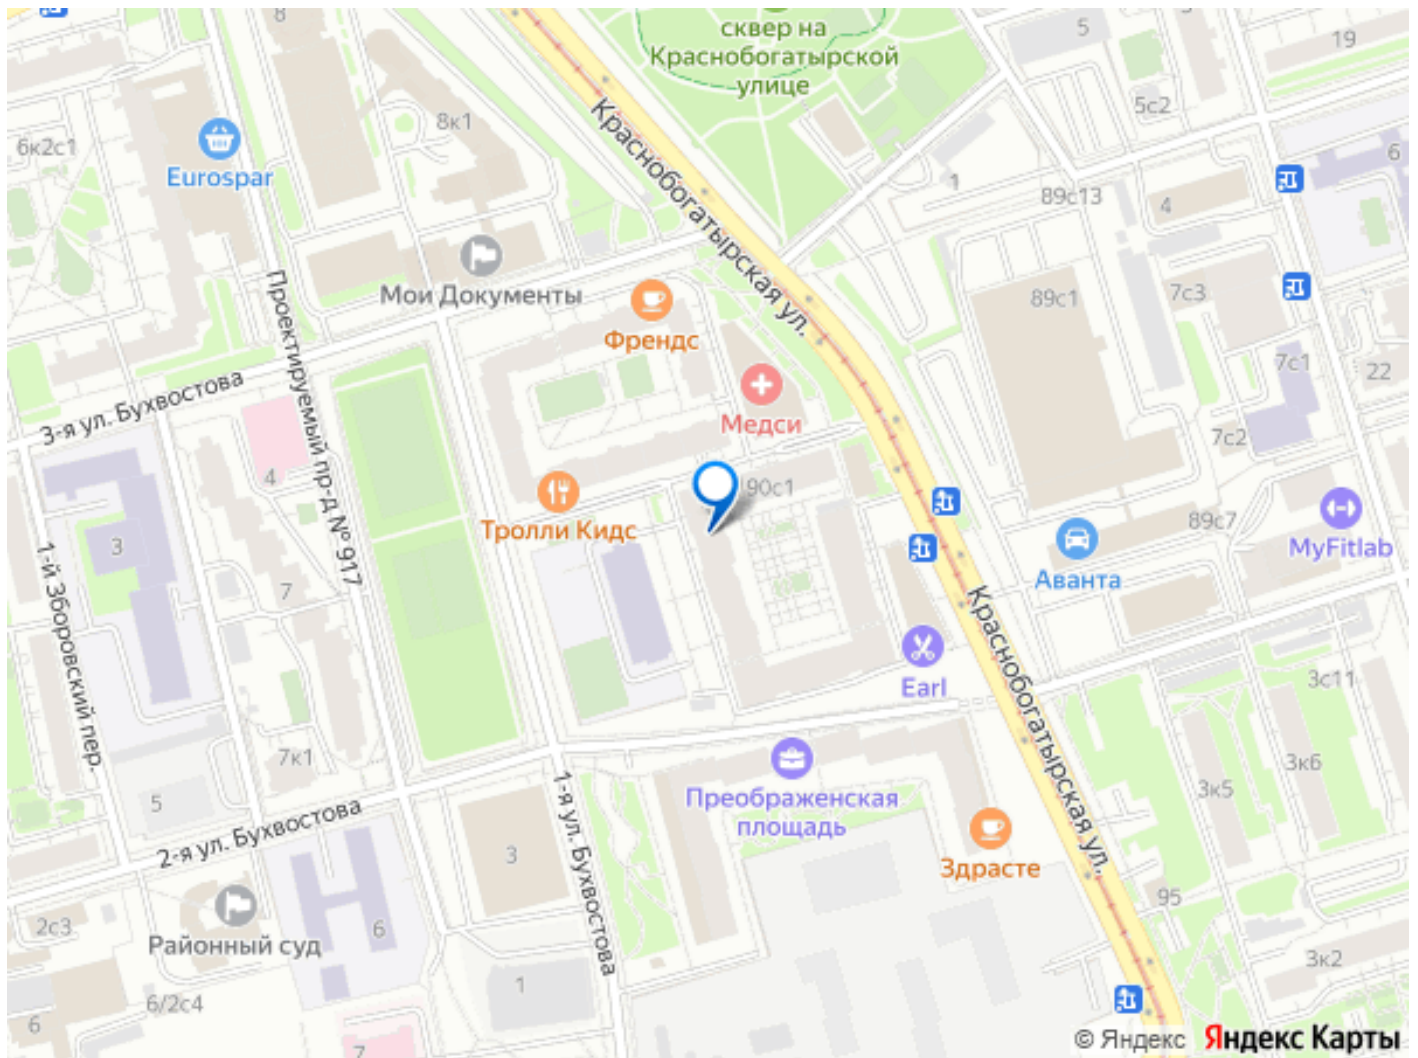 сквер на
Краснобогатырской
улице
8
5
19
8к1
5с2
6к2с1
Eurospar
6
1
89с13
4
Краснобогатырская ул.
Мои Документы
Проектируемый пр-д № 917
Френдс
89с1
7с3
7с1
22
3-я ул. Бухвостова
Медси
7с2
4
90с1
Тролли Кидс
89с7
MyFitlab
3
Аванта
1-й Зборовский пер.
7
Краснобогатырская ул.
Earl
3с11
7к1
3к6
Преображенская
площадь
3к5
5
1-я ул. Бухвостова
2-я ул. Бухвостова
3
Здрасте
95
2с3
6
Районный суд
3к2
1
6/2с4
6
7
© Яндекс Яндекс Карты